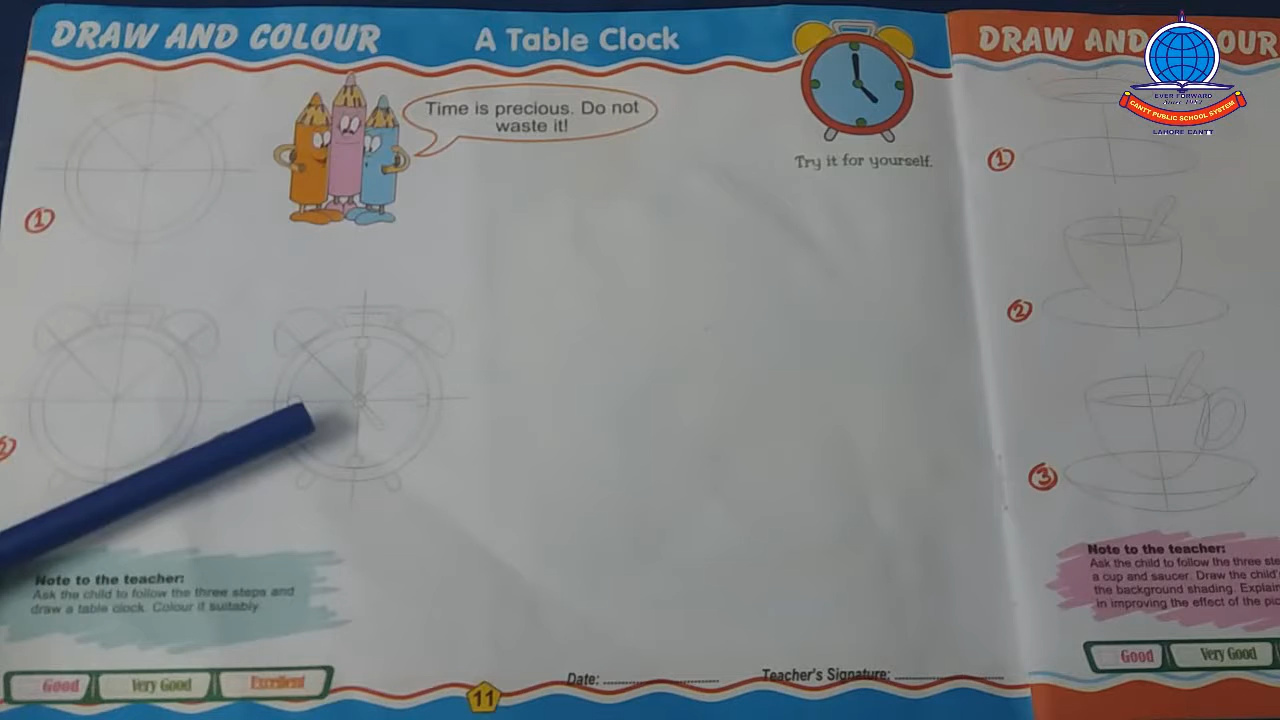 DRAW AND COLOUR
A Table Clock
Time is precious. Do not
waste it!
Try it for yourself.
1
2
Note to the teacher:
Ask the child to follow the three steps and
draw a table clock. Colour it suitably
Good
Very Good
Excellent
11
Date:
Teacher's Signature:
DRAW AND
OUR
EVER FORWARD
Since 1957
CANTT PUBLIC SCHOOL SYSTEM
LAHORE CANTT
1
2
3
Note to the teacher:
Ask the child to follow the three
a cup and saucer. Draw the
the background shading.
in improving the effect of the
Good
Very Good